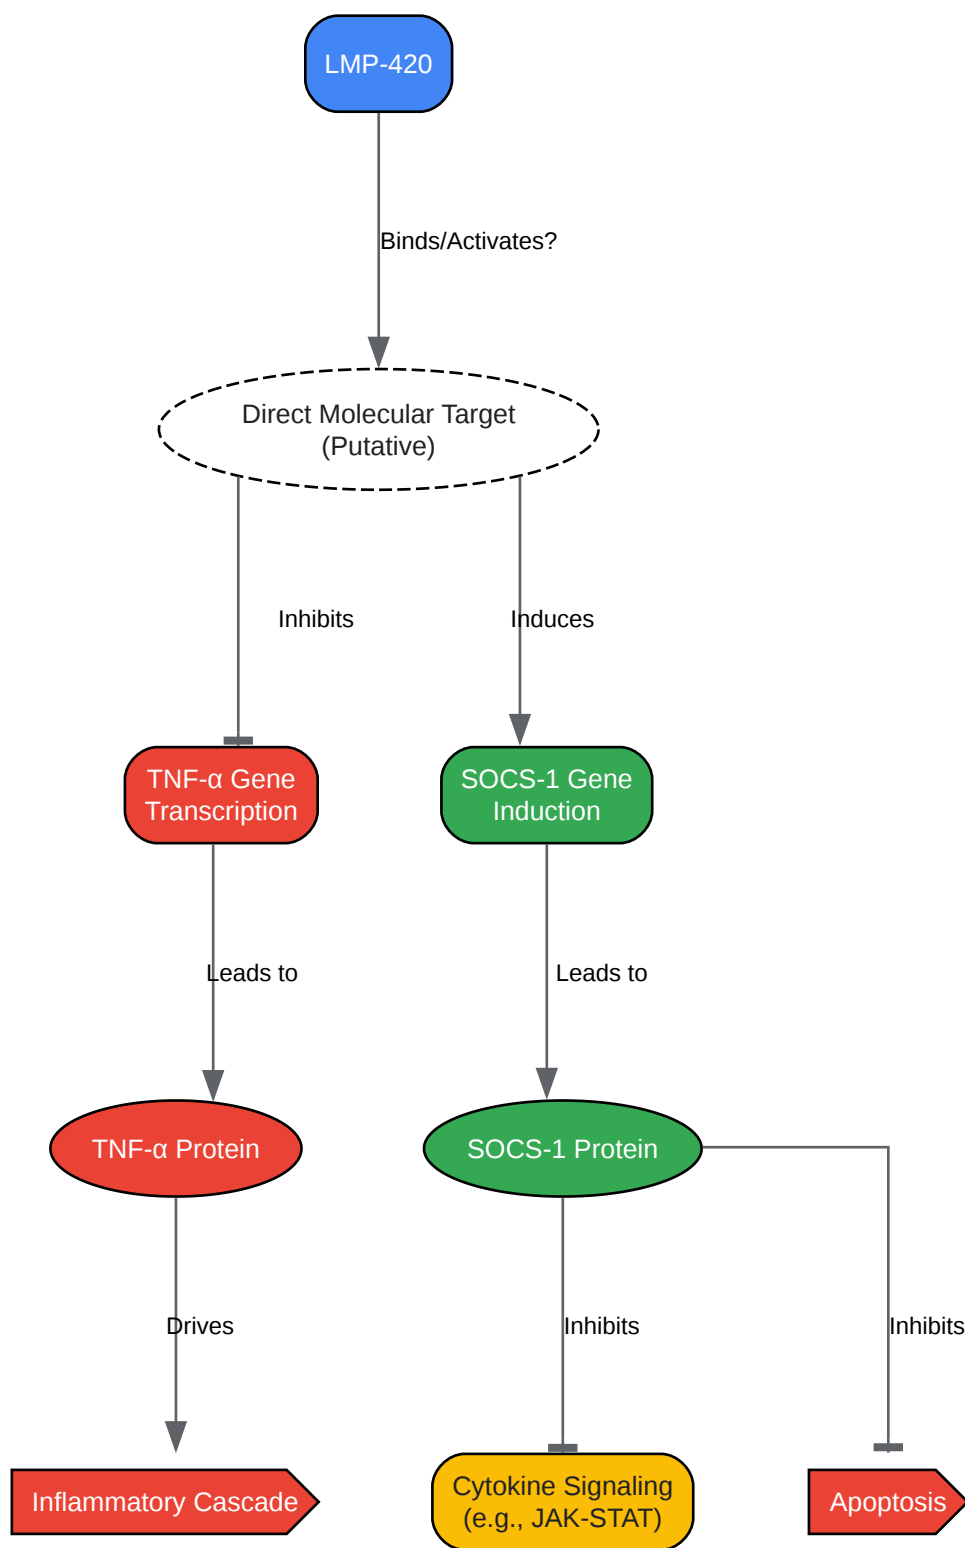 LMP-420
Binds/Activates?
Direct Molecular Target
(Putative)
Inhibits
Induces
TNF-α Gene
Transcription
SOCS-1 Gene
Induction
Leads to
Leads to
TNF-α Protein
SOCS-1 Protein
Drives
Inhibits
Inhibits
Inflammatory Cascade
Cytokine Signaling
(e.g., JAK-STAT)
Apoptosis